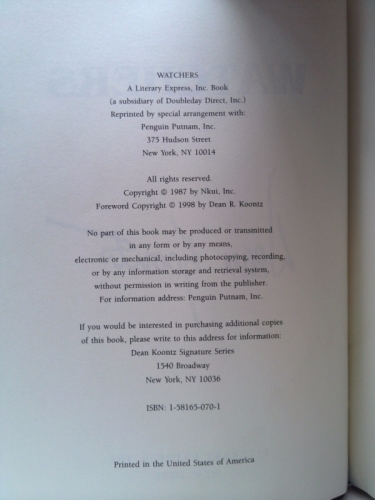 WATCHERS
A Literary Express, Inc. Book
(a subsidiary of Doubleday Direct, Inc.)
Reprinted by special arrangement with:
Penguin Putnam, Inc.
375 Hudson Street
New York, NY 10014
All rights reserved.
Copyright © 1987 by Nkui, Inc.
Foreword Copyright © 1998 by Dean R. Koontz
No part of this book may be produced or transmitted
in any form or by any means,
electronic or mechanical, including photocopying, recording,
or by any information storage and retrieval system,
without permission in writing from the publisher.
For information address: Penguin Putnam, Inc.
If you would be interested in purchasing additional copies
of this book, please write to this address for information:
Dean Koontz Signature Series
1540 Broadway
New York, NY 10036
ISBN: 1-58165-070-1
Printed in the United States of America